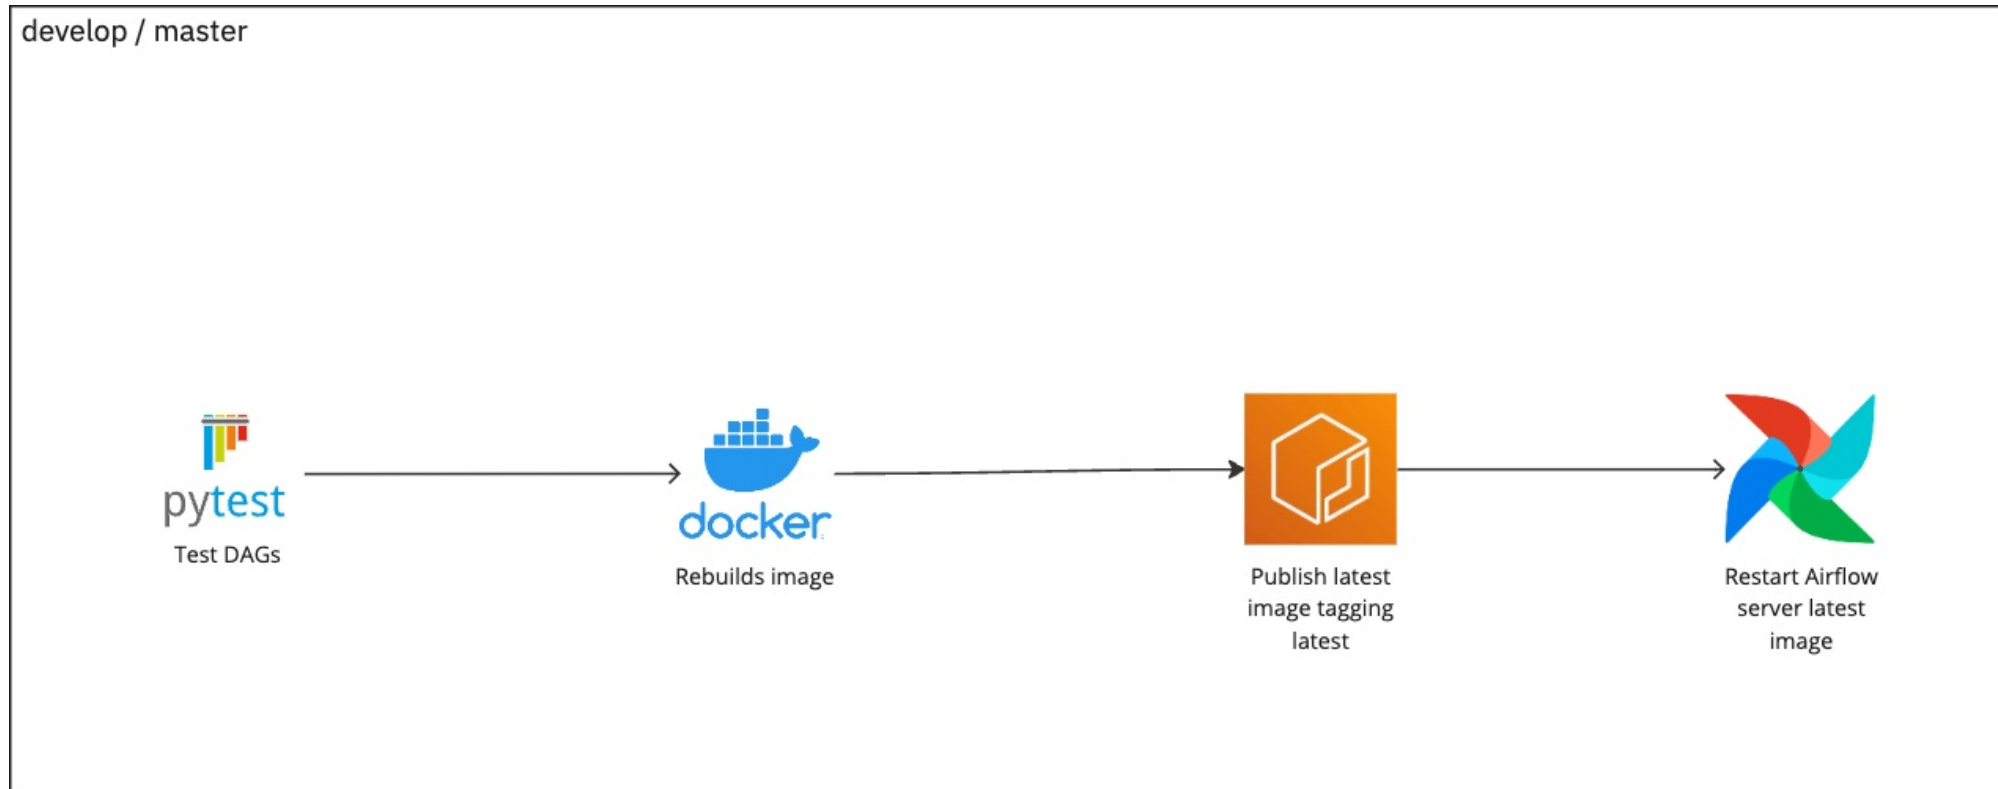 develop / master
pytest
Test DAGs
docker
Rebuilds image
Publish latest
image tagging
latest
Restart Airflow
server latest
image